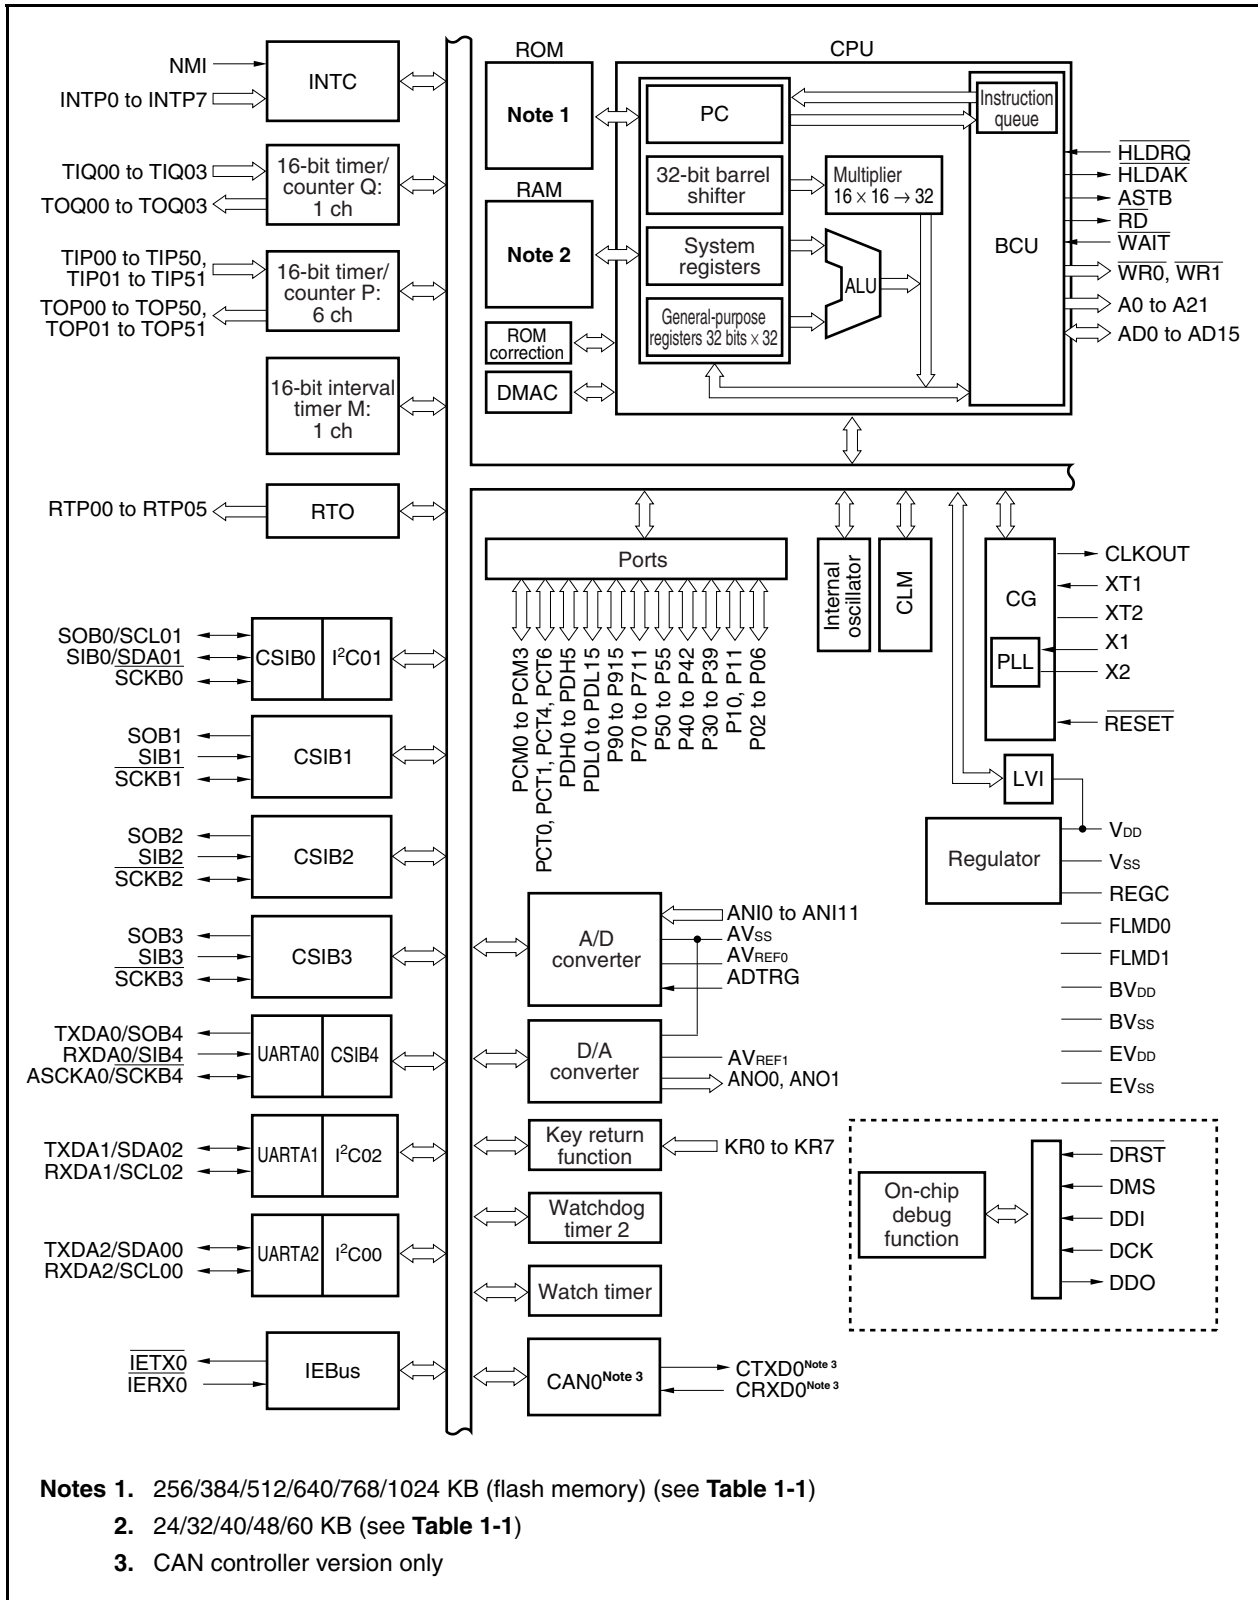 NMI
INTP0 to INTP7
INTC
TIQ00 to TIQ03
TOQ00 to TOQ03
16-bit timer/
counter Q:
1 ch
TIP00 to TIP50,
TIP01 to TIP51
TOP00 to TOP50,
TOP01 to TOP51
16-bit timer/
counter P:
6 ch
16-bit interval
timer M:
1 ch
RTP00 to RTP05
RTO
SOB0/SCL01
SIB0/SDA01
SCKB0
CSIB0
I²C01
SOB1
SIB1
SCKB1
CSIB1
SOB2
SIB2
SCKB2
CSIB2
SOB3
SIB3
SCKB3
CSIB3
TXDA0/SOB4
RXDA0/SIB4
ASCKA0/SCKB4
UARTA0
CSIB4
TXDA1/SDA02
RXDA1/SCL02
UARTA1
I²C02
TXDA2/SDA00
RXDA2/SCL00
UARTA2
I²C00
IETX0
IERX0
IEBus
ROM
Note 1
RAM
Note 2
ROM
correction
DMAC
CPU
PC
32-bit barrel
shifter
System
registers
General-purpose
registers 32 bits × 32
Multiplier
16 × 16 → 32
ALU
Instruction
queue
BCU
HLDRQ
HLDAK
ASTB
RD
WAIT
WR0, WR1
A0 to A21
AD0 to AD15
Ports
PCM0 to PCM3
PCT0, PCT1, PCT4, PCT6
PDH0 to PDH5
PDL0 to PDL15
P90 to P915
P70 to P711
P50 to P55
P40 to P42
P30 to P39
P10, P11
P02 to P06
Internal
oscillator
CLM
CG
PLL
CLKOUT
XT1
XT2
X1
X2
RESET
LVI
Regulator
VDD
VSS
REGC
FLMD0
FLMD1
BVDD
BVSS
EVDD
EVSS
A/D
converter
ANI0 to ANI11
AVSS
AVREF0
ADTRG
D/A
converter
AVREF1
ANO0, ANO1
Key return
function
KR0 to KR7
Watchdog
timer 2
Watch timer
CAN0Note 3
CTXD0Note 3
CRXD0Note 3
On-chip
debug
function
DRST
DMS
DDI
DCK
DDO
Notes 1. 256/384/512/640/768/1024 KB (flash memory) (see Table 1-1)
2. 24/32/40/48/60 KB (see Table 1-1)
3. CAN controller version only